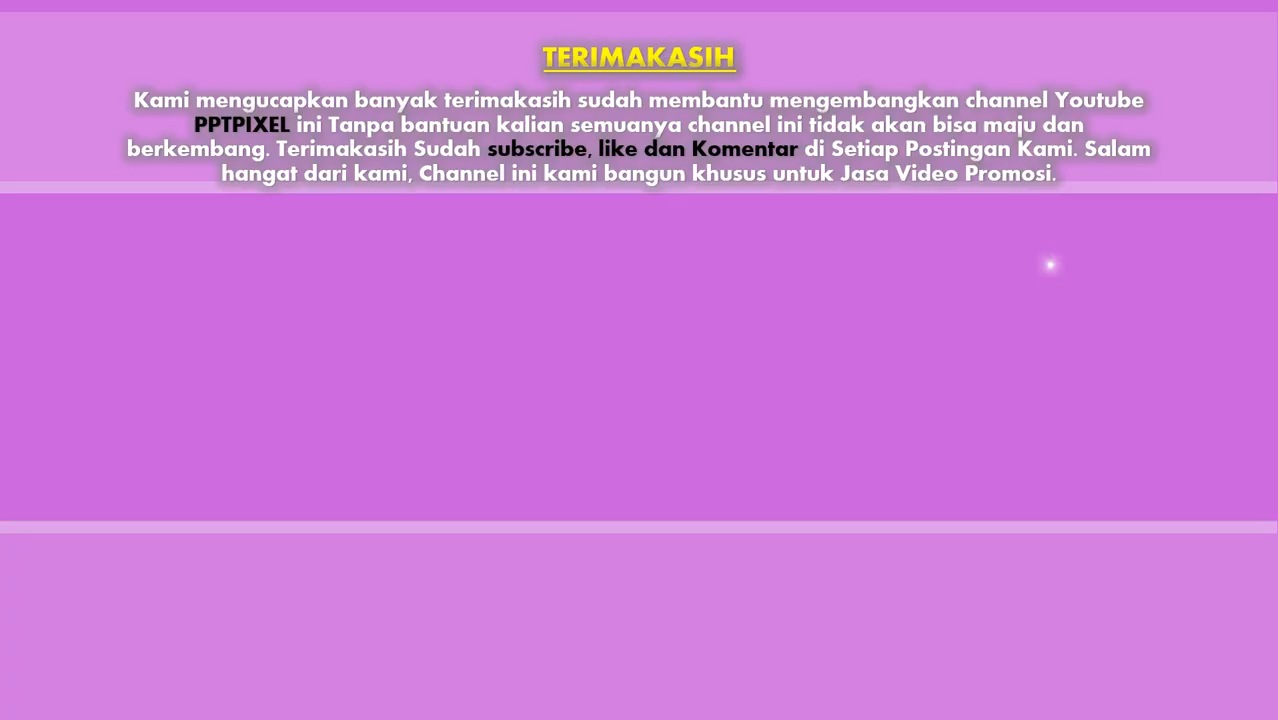 TERIMAKASIH
Kami mengucapkan banyak terimakasih sudah membantu mengembangkan channel Youtube
PPTPIXEL ini Tanpa bantuan kalian semuanya channel ini tidak akan bisa maju dan
berkembang. Terimakasih Sudah subscribe, like dan Komentar di Setiap Postingan Kami. Salam
hangat dari kami, Channel ini kami bangun khusus untuk Jasa Video Promosi.